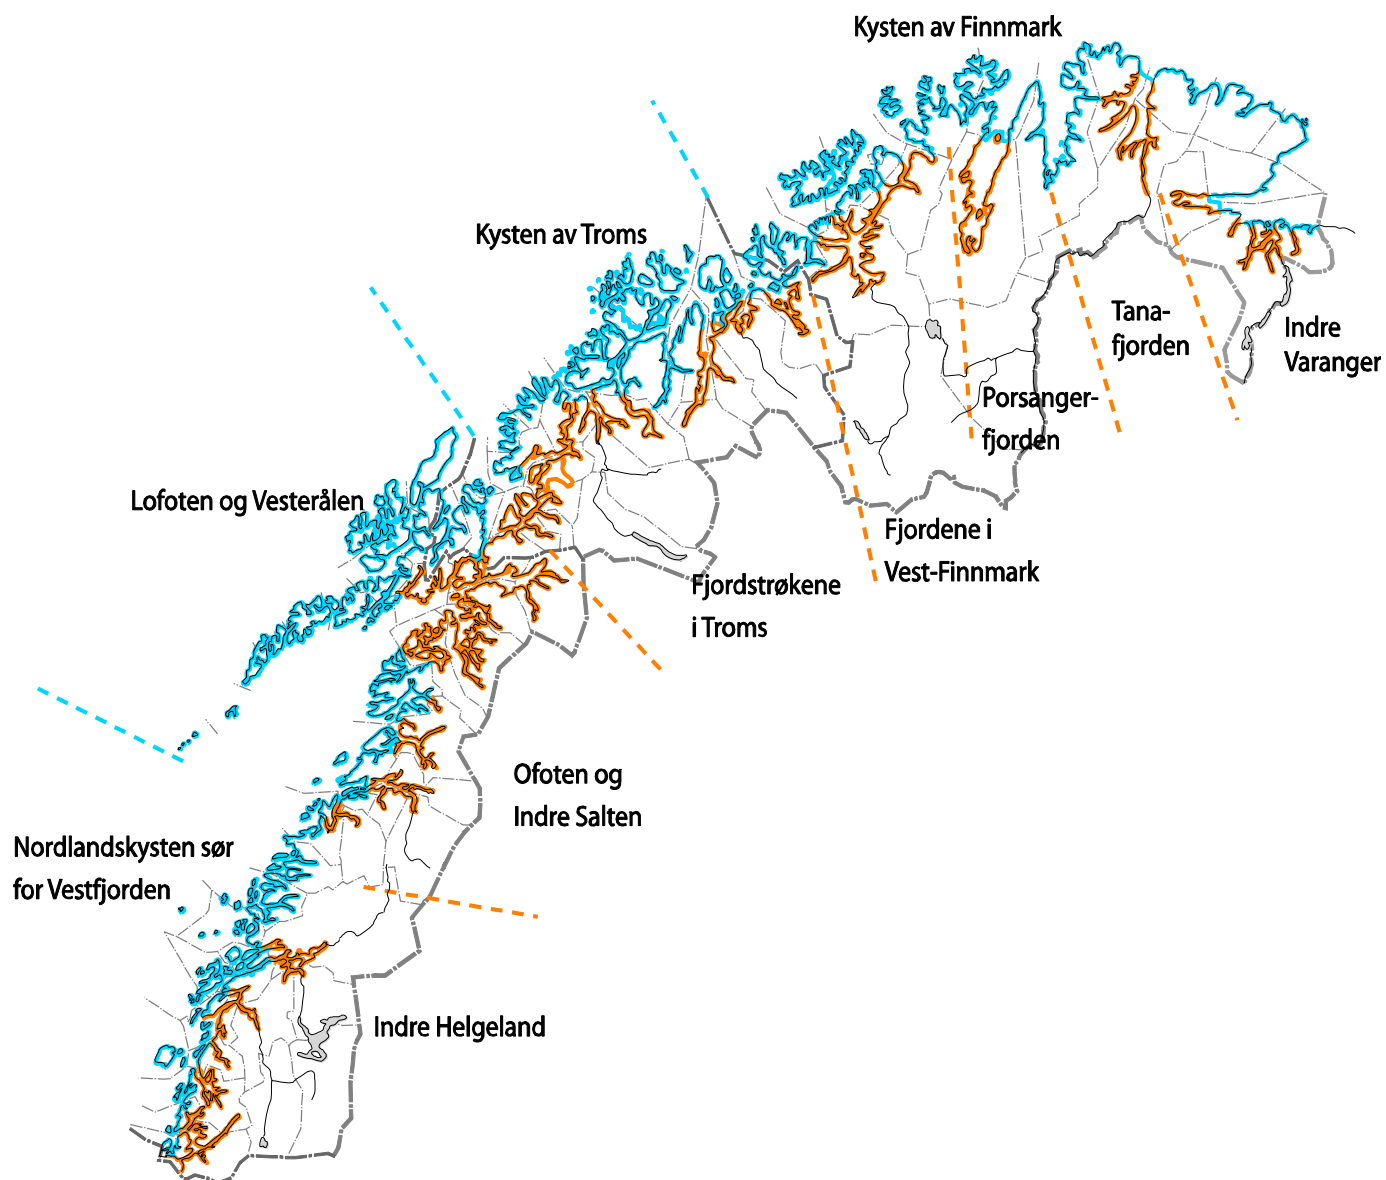 Kysten av Finnmark
Kysten av Troms
Tana-
fjorden
Indre
Varanger
Porsanger-
fjorden
Lofoten og Vesterålen
Fjordene i
Vest-Finnmark
Fjordstrøkene
i Troms
Ofoten og
Indre Salten
Nordlandskysten sør
for Vestfjorden
Indre Helgeland